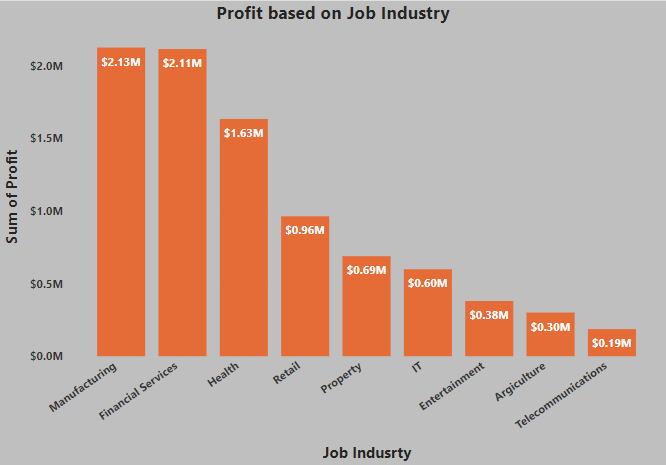 Profit based on Job Industry
Sum of Profit
$2.0M
$1.5M
$1.0M
$0.5M
$0.0M
$2.13M
$2.11M
$1.63M
$0.96M
$0.69M
$0.60M
$0.38M
$0.30M
$0.19M
Manufacturing
Financial Services
Health
Retail
Property
IT
Entertainment
Argiculture
Telecommunications
Job Indusrty